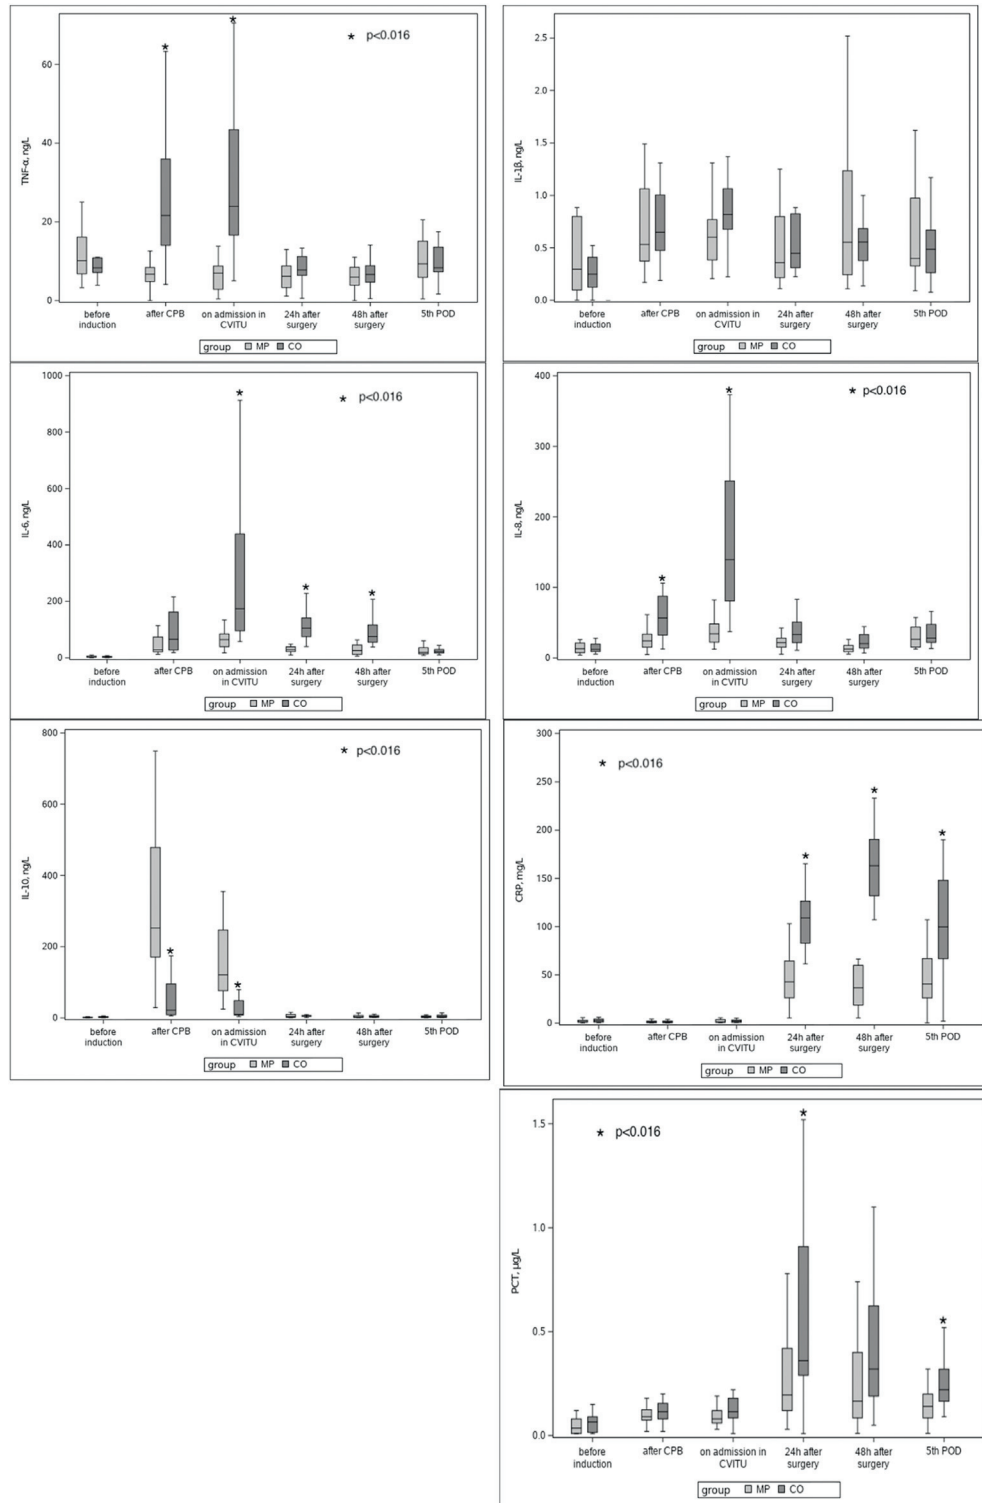 TNF-α, ng/L
60
40
20
0
* p<0.016
*
*
before induction
after CPB
on admission in CVITU
24h after surgery
48h after surgery
5th POD
group MP CO
IL-1β, ng/L
2.5
2.0
1.5
1.0
0.5
0.0
before induction
after CPB
on admission in CVITU
24h after surgery
48h after surgery
5th POD
group MP CO
IL-6, ng/L
1000
800
600
400
200
0
* p<0.016
*
*
*
before induction
after CPB
on admission in CVITU
24h after surgery
48h after surgery
5th POD
group MP CO
IL-8, ng/L
400
300
200
100
0
* p<0.016
*
*
before induction
after CPB
on admission in CVITU
24h after surgery
48h after surgery
5th POD
group MP CO
IL-10, ng/L
800
600
400
200
0
* p<0.016
*
*
before induction
after CPB
on admission in CVITU
24h after surgery
48h after surgery
5th POD
group MP CO
CRP, mg/L
300
250
200
150
100
50
0
* p<0.016
*
*
*
before induction
after CPB
on admission in CVITU
24h after surgery
48h after surgery
5th POD
group MP CO
PCT, µg/L
1.5
1.0
0.5
0.0
* p<0.016
*
*
before induction
after CPB
on admission in CVITU
24h after surgery
48h after surgery
5th POD
group MP CO